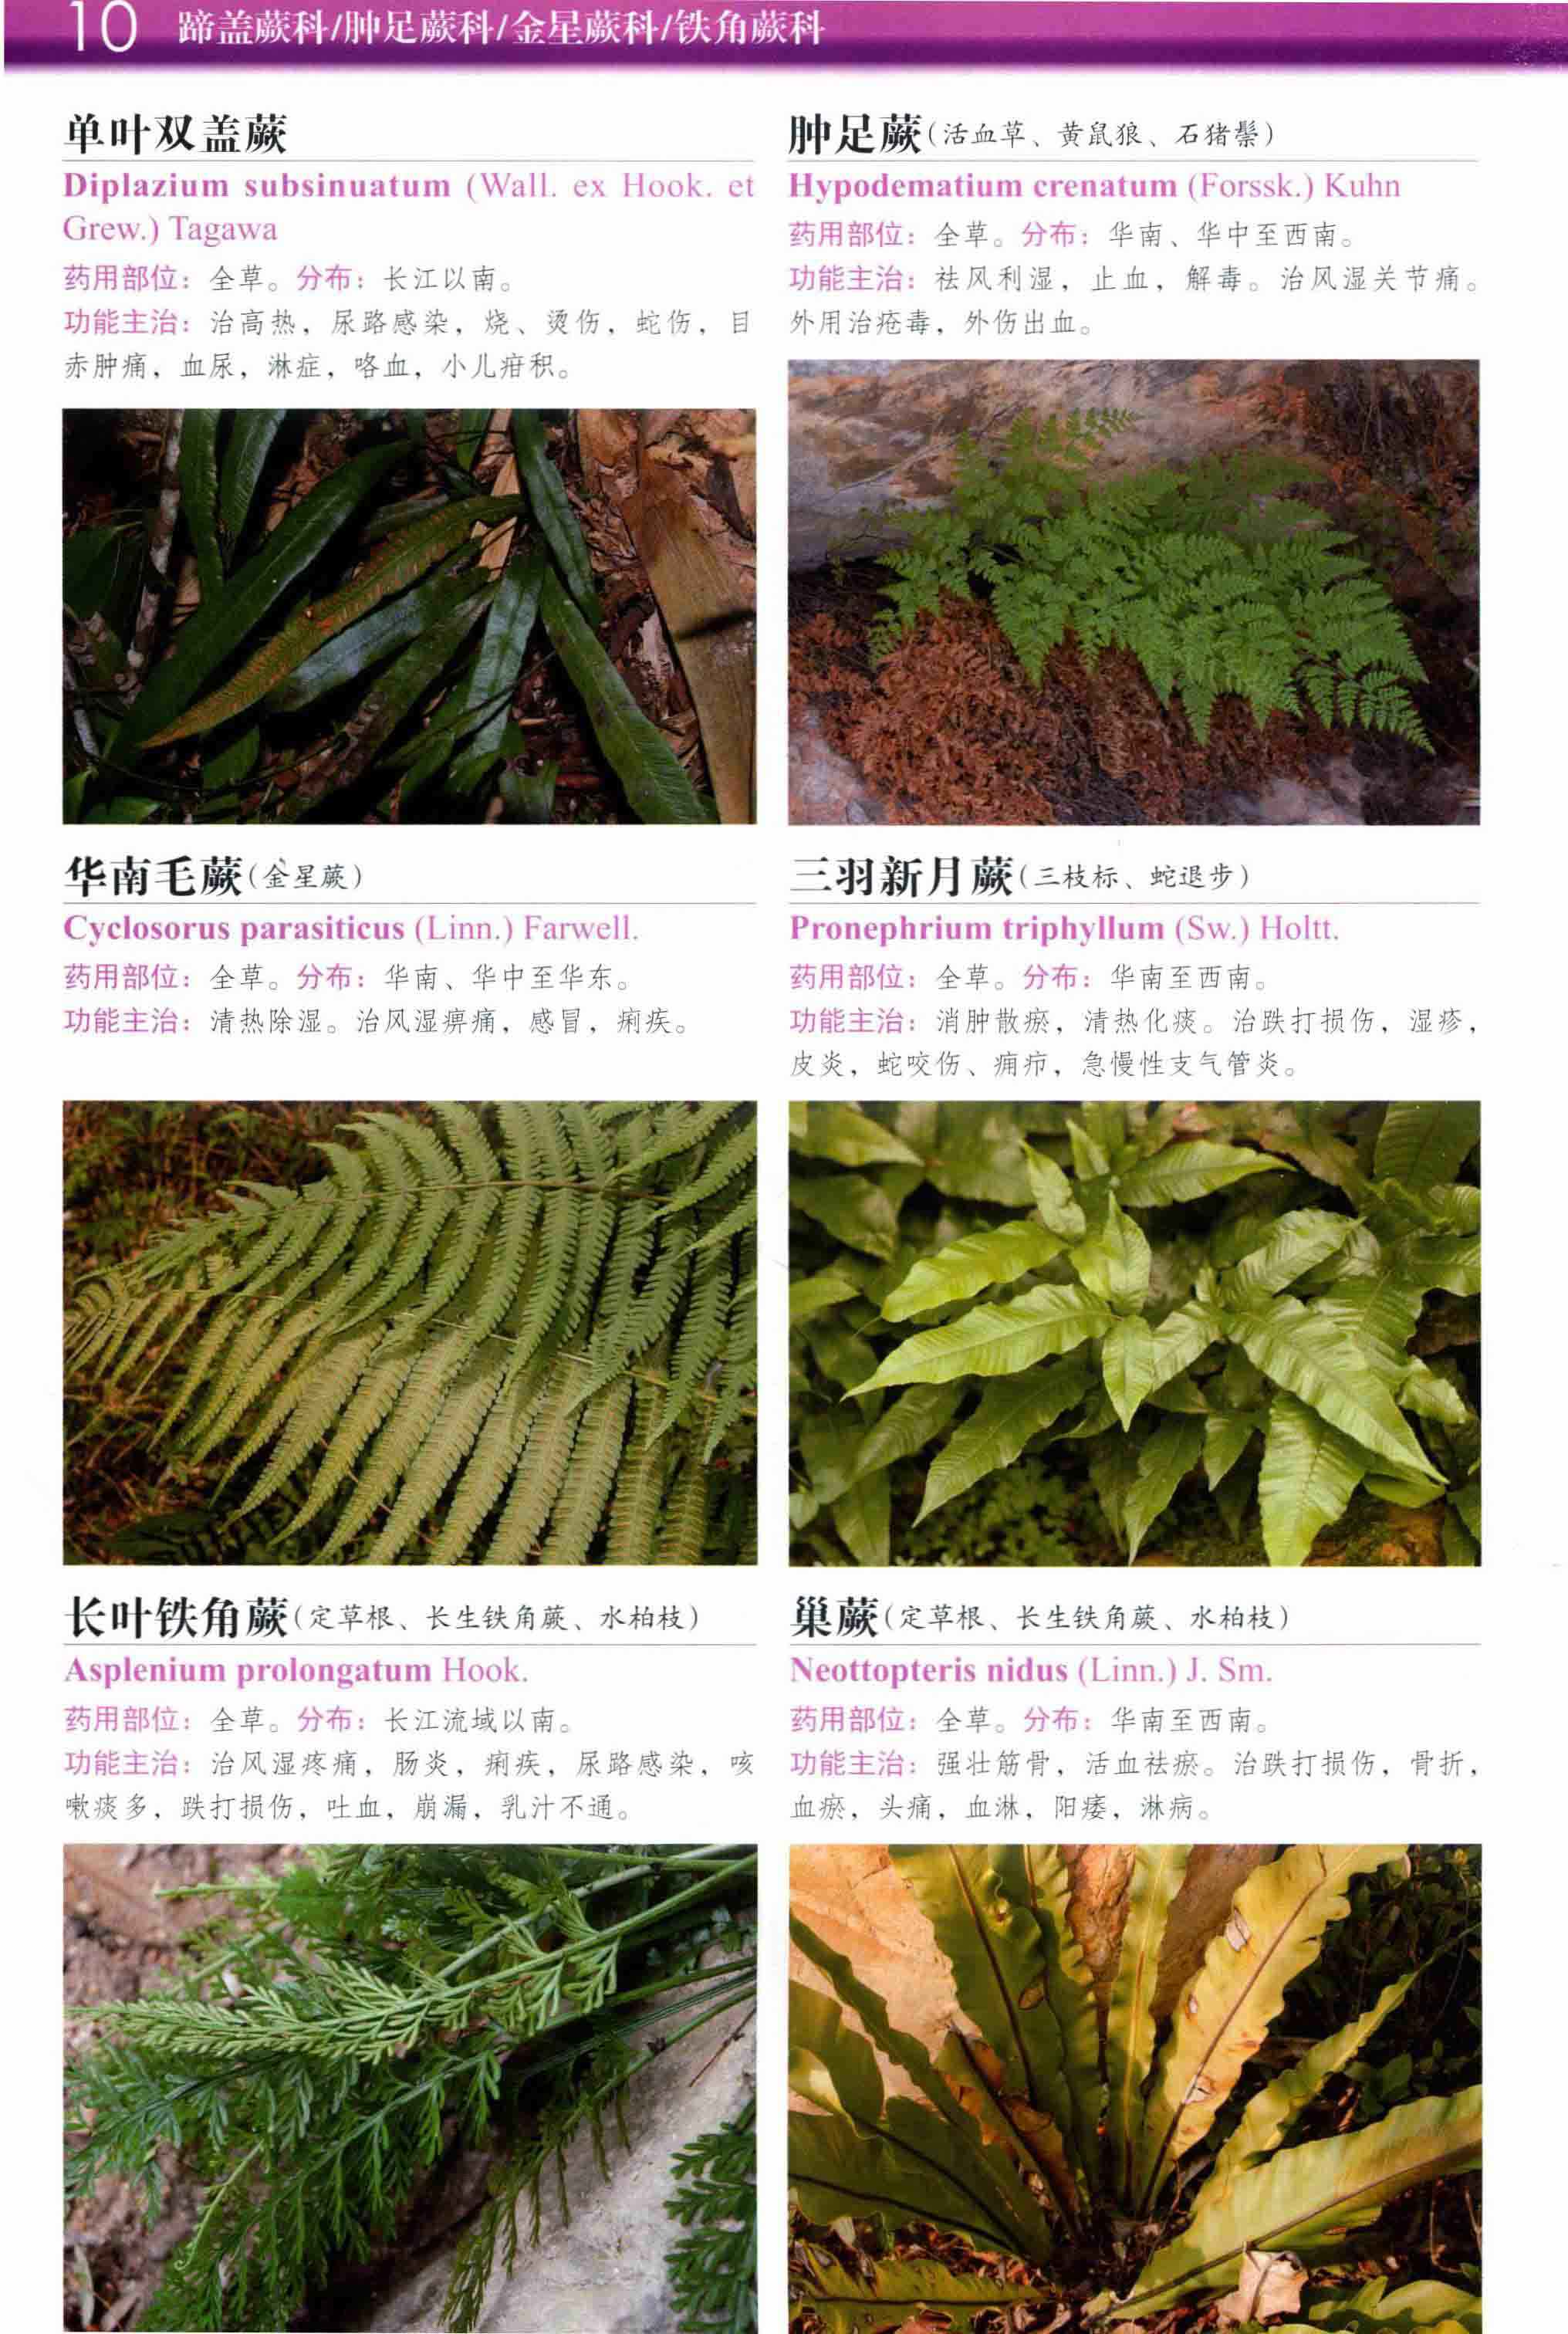 10 蹄盖蕨科/肿足蕨科/金星蕨科/铁角蕨科
单叶双盖蕨
Diplazium subsinuatum (Wall. ex Hook. et
Grew.) Tagawa
药用部位：全草。分布：长江以南。
功能主治：治高热，尿路感染，烧、烫伤，蛇伤，目
赤肿痛，血尿，淋症，咯血，小儿疳积。
肿足蕨(活血草、黄鼠狼、石猪鬃)
Hypodematium crenatum (Forssk.) Kuhn
药用部位：全草。分布：华南、华中至西南。
功能主治：祛风利湿，止血，解毒。治风湿关节痛。
外用治疮毒，外伤出血。
华南毛蕨(金星蕨)
Cyclosorus parasiticus (Linn.) Farwell.
药用部位：全草。分布：华南、华中至华东。
功能主治：清热除湿。治风湿痹痛，感冒，痢疾。
三羽新月蕨(三枝标、蛇退步)
Pronephrium triphyllum (Sw.) Holtt.
药用部位：全草。分布：华南至西南。
功能主治：消肿散瘀，清热化痰。治跌打损伤，湿疹，
皮炎，蛇咬伤、痈疖，急慢性支气管炎。
长叶铁角蕨(定草根、长生铁角蕨、水柏枝)
Asplenium prolongatum Hook.
药用部位：全草。分布：长江流域以南。
功能主治：治风湿疼痛，肠炎，痢疾，尿路感染，咳
嗽痰多，跌打损伤，吐血，崩漏，乳汁不通。
巢蕨(定草根、长生铁角蕨、水柏枝)
Neottopteris nidus (Linn.) J. Sm.
药用部位：全草。分布：华南至西南。
功能主治：强壮筋骨，活血祛瘀。治跌打损伤，骨折，
血瘀，头痛，血淋，阳痿，淋病。